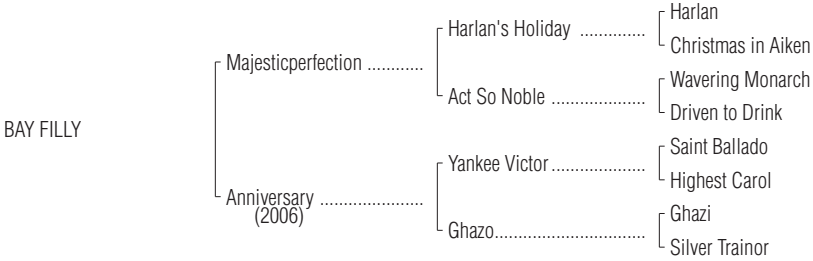 Harlan
Harlan's Holiday ..............
Christmas in Aiken
Majesticperfection ............
Wavering Monarch
Act So Noble ....................
Driven to Drink
BAY FILLY
Saint Ballado
Yankee Victor ....................
Highest Carol
Anniversary ......................
(2006)
Ghazi
Ghazo................................
Silver Trainor